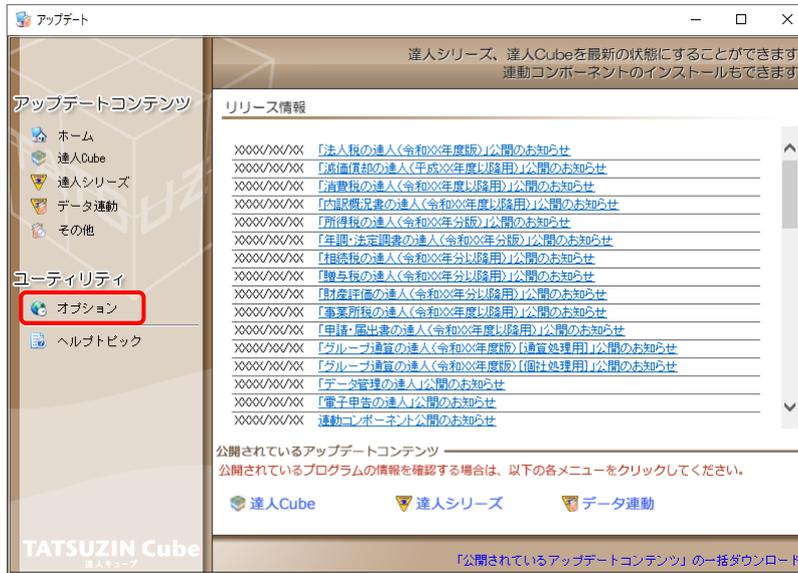 アップデート
達人シリーズ、達人Cubeを最新の状態にすることができます
連動コンポーネントのインストールもできます
アップデートコンテンツ
ホーム
達人Cube
達人シリーズ
データ連動
その他
ユーティリティ
オプション
ヘルプトピック
TATSUZIN Cube
達人キューブ
リリース情報
XXXX/XX/XX 「法人税の達人(令和XX年度版)」公開のお知らせ
XXXX/XX/XX 「減価償却の達人(平成XX年度以降用)」公開のお知らせ
XXXX/XX/XX 「消費税の達人(令和XX年度以降用)」公開のお知らせ
XXXX/XX/XX 「内訳概況書の達人(令和XX年度以降用)」公開のお知らせ
XXXX/XX/XX 「所得税の達人(令和XX年分版)」公開のお知らせ
XXXX/XX/XX 「年調・法定調書の達人(令和XX年分版)」公開のお知らせ
XXXX/XX/XX 「相続税の達人(令和XX年分以降用)」公開のお知らせ
XXXX/XX/XX 「贈与税の達人(令和XX年分以降用)」公開のお知らせ
XXXX/XX/XX 「財産評価の達人(令和XX年分以降用)」公開のお知らせ
XXXX/XX/XX 「事業所税の達人(令和XX年度以降用)」公開のお知らせ
XXXX/XX/XX 「申請・届出書の達人(令和XX年度以降用)」公開のお知らせ
XXXX/XX/XX 「グループ通算の達人(令和XX年度版)[通算処理用]」公開のお知らせ
XXXX/XX/XX 「グループ通算の達人(令和XX年度版)[個社処理用]」公開のお知らせ
XXXX/XX/XX 「データ管理の達人」公開のお知らせ
XXXX/XX/XX 「電子申告の達人」公開のお知らせ
XXXX/XX/XX 連動コンポーネント公開のお知らせ
公開されているアップデートコンテンツ
公開されているプログラムの情報を確認する場合は、以下の各メニューをクリックしてください。
達人Cube 達人シリーズ データ連動
「公開されているアップデートコンテンツ」の一括ダウンロード